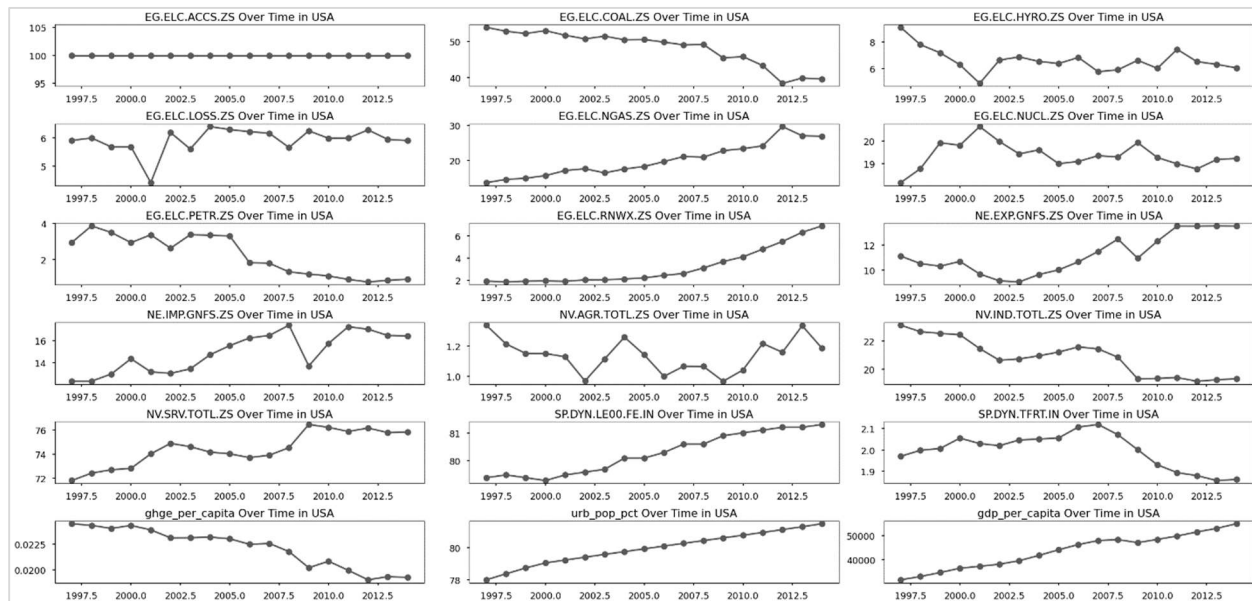 EG.ELC.ACCS.ZS Over Time in USA
105
100
95
1997.5 2000.0 2002.5 2005.0 2007.5 2010.0 2012.5
EG.ELC.COAL.ZS Over Time in USA
50
40
1997.5 2000.0 2002.5 2005.0 2007.5 2010.0 2012.5
EG.ELC.HYRO.ZS Over Time in USA
8
6
1997.5 2000.0 2002.5 2005.0 2007.5 2010.0 2012.5
EG.ELC.LOSS.ZS Over Time in USA
6
5
1997.5 2000.0 2002.5 2005.0 2007.5 2010.0 2012.5
EG.ELC.NGAS.ZS Over Time in USA
30
20
1997.5 2000.0 2002.5 2005.0 2007.5 2010.0 2012.5
EG.ELC.NUCL.ZS Over Time in USA
20
19
1997.5 2000.0 2002.5 2005.0 2007.5 2010.0 2012.5
EG.ELC.PETR.ZS Over Time in USA
4
2
1997.5 2000.0 2002.5 2005.0 2007.5 2010.0 2012.5
EG.ELC.RNWX.ZS Over Time in USA
6
4
2
1997.5 2000.0 2002.5 2005.0 2007.5 2010.0 2012.5
NE.EXP.GNFS.ZS Over Time in USA
12
10
1997.5 2000.0 2002.5 2005.0 2007.5 2010.0 2012.5
NE.IMP.GNFS.ZS Over Time in USA
16
14
1997.5 2000.0 2002.5 2005.0 2007.5 2010.0 2012.5
NV.AGR.TOTL.ZS Over Time in USA
1.2
1.0
1997.5 2000.0 2002.5 2005.0 2007.5 2010.0 2012.5
NV.IND.TOTL.ZS Over Time in USA
22
20
1997.5 2000.0 2002.5 2005.0 2007.5 2010.0 2012.5
NV.SRV.TOTL.ZS Over Time in USA
76
74
72
1997.5 2000.0 2002.5 2005.0 2007.5 2010.0 2012.5
SP.DYN.LE00.FE.IN Over Time in USA
81
80
1997.5 2000.0 2002.5 2005.0 2007.5 2010.0 2012.5
SP.DYN.TFRT.IN Over Time in USA
2.1
2.0
1.9
1997.5 2000.0 2002.5 2005.0 2007.5 2010.0 2012.5
ghge_per_capita Over Time in USA
0.0225
0.0200
1997.5 2000.0 2002.5 2005.0 2007.5 2010.0 2012.5
urb_pop_pct Over Time in USA
80
78
1997.5 2000.0 2002.5 2005.0 2007.5 2010.0 2012.5
gdp_per_capita Over Time in USA
50000
40000
1997.5 2000.0 2002.5 2005.0 2007.5 2010.0 2012.5